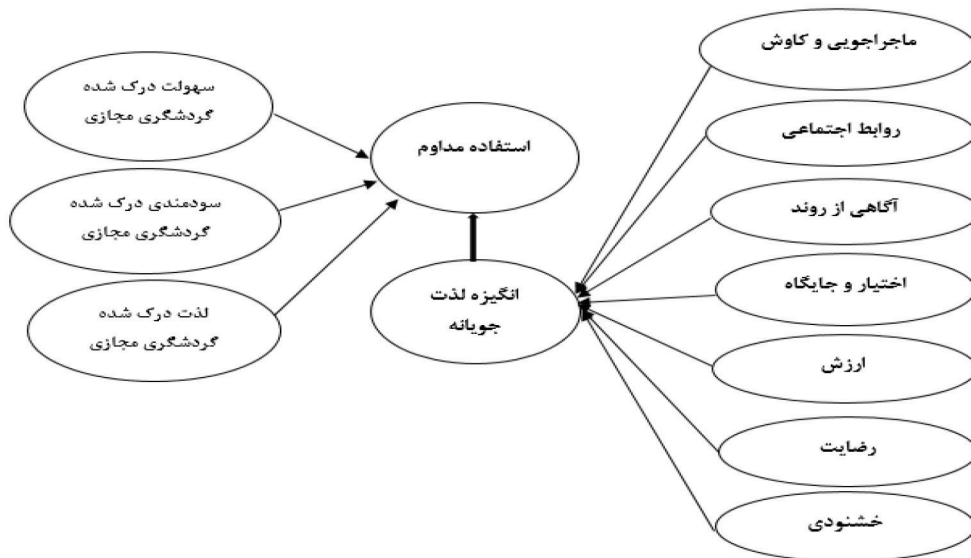 ماجراجویی و کاوش
روابط اجتماعی
آگاهی از روند
اختیار و جایگاه
ارزش
رضایت
خشنودی
استفاده مداوم
انگیزه لذت
جویانه
سهولت درک شده
گردشگری مجازی
سودمندی درک شده
گردشگری مجازی
لذت درک شده
گردشگری مجازی